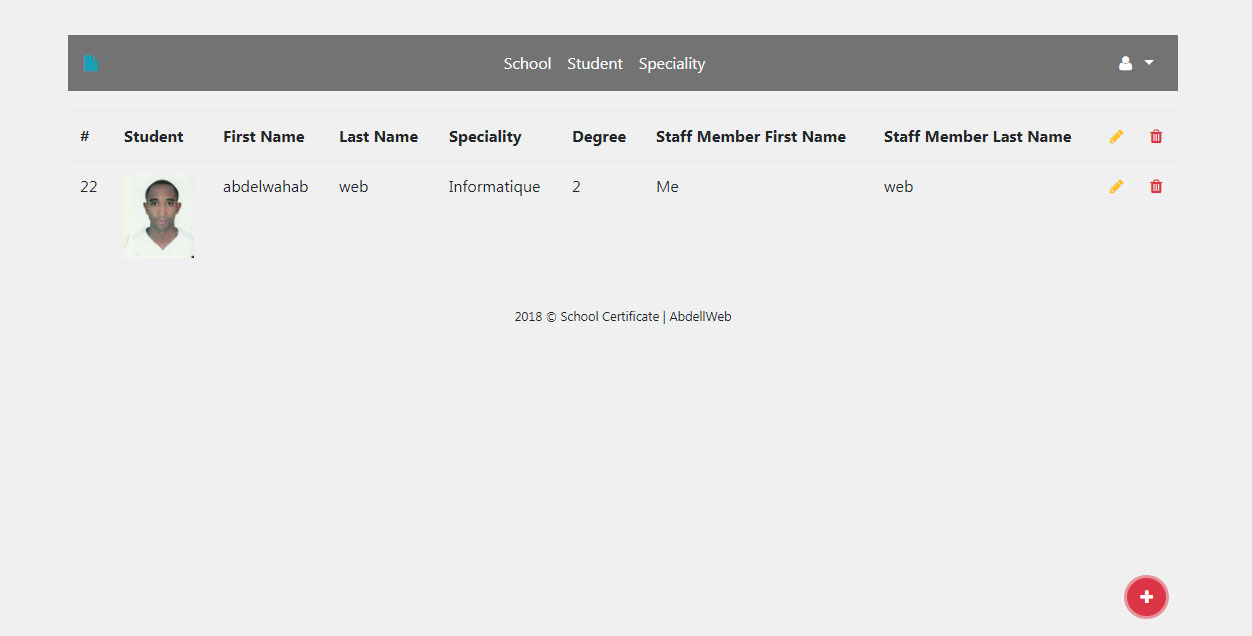 School Student Speciality
# Student First Name Last Name Speciality Degree Staff Member First Name Staff Member Last Name
22 abdelwahab web Informatique 2 Me web
2018 © School Certificate | AbdellWeb